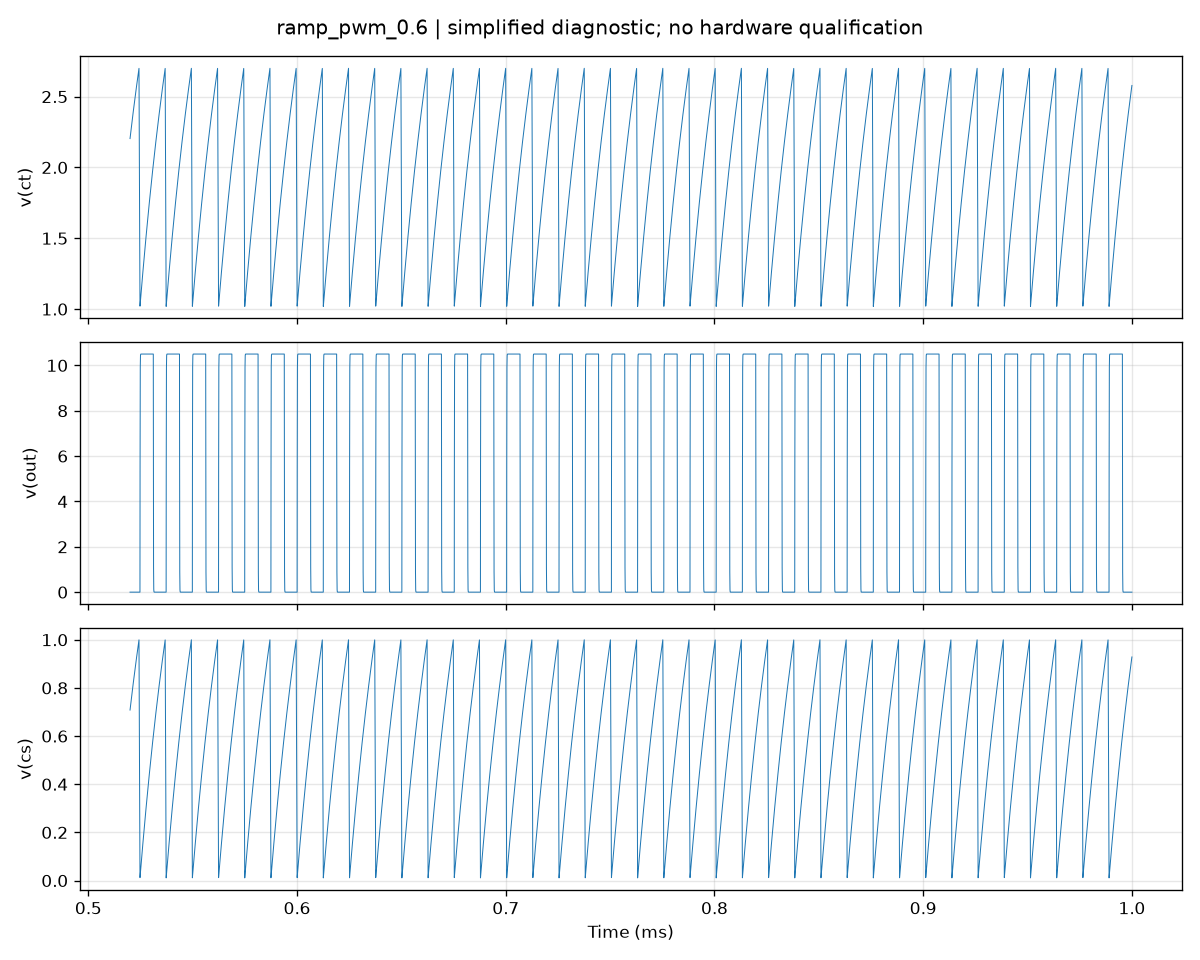 ramp_pwm_0.6 | simplified diagnostic; no hardware qualification
v(ct)
2.5
2.0
1.5
1.0
v(out)
10
8
6
4
2
0
v(cs)
1.0
0.8
0.6
0.4
0.2
0.0
0.5 0.6 0.7 0.8 0.9 1.0
Time (ms)